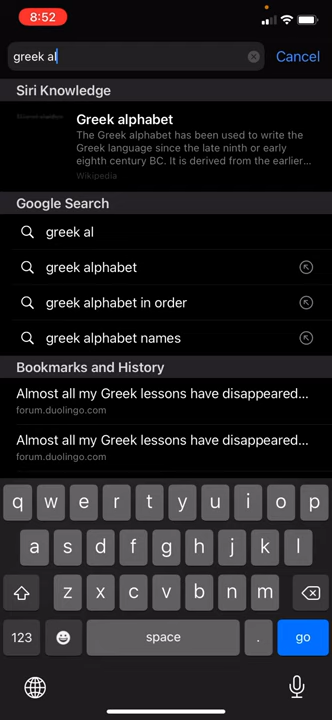 8:52
greek al
Cancel
Siri Knowledge
Greek alphabet
The Greek alphabet has been used to write the
Greek language since the late ninth or early
eighth century BC. It is derived from the earlier...
Wikipedia
Google Search
greek al
greek alphabet
greek alphabet in order
greek alphabet names
Bookmarks and History
Almost all my Greek lessons have disappeared...
forum.duolingo.com
Almost all my Greek lessons have disappeared...
forum.duolingo.com
q w e r t y u i o p
a s d f g h j k l
z x c v b n m
123 space . go